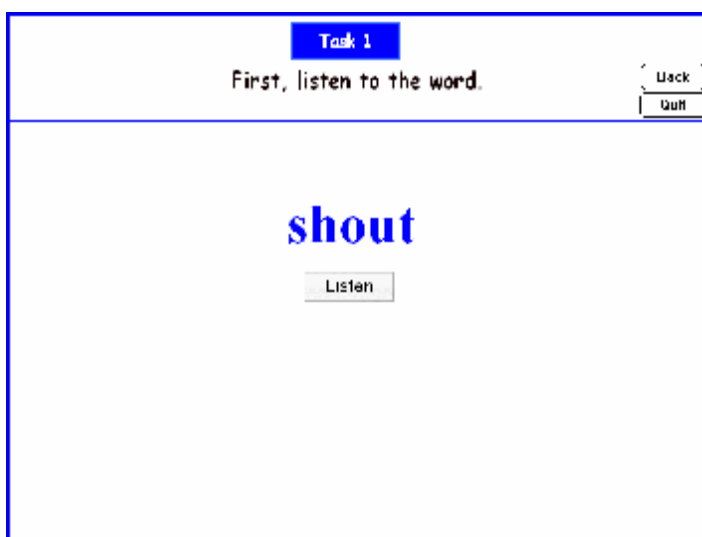 Task 1
First, listen to the word.
Back
Quit
shout
Listen